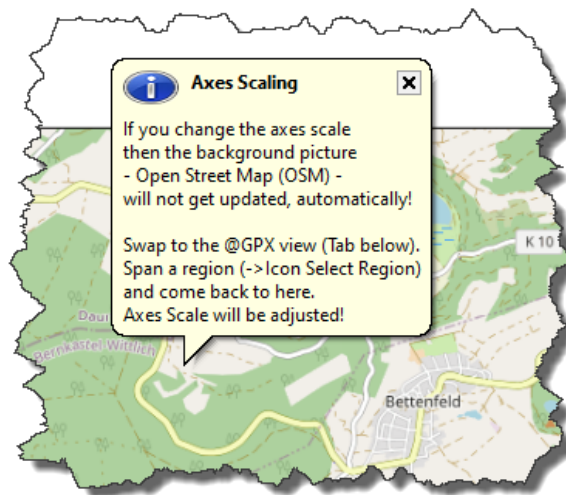 Axes Scaling
If you change the axes scale
then the background picture
- Open Street Map (OSM) -
will not get updated, automatically!
Swap to the @GPX view (Tab below).
Span a region (->Icon Select Region)
and come back to here.
Axes Scale will be adjusted!
K 10
Daun
Bernkastel-Wittlich
Bettenfeld